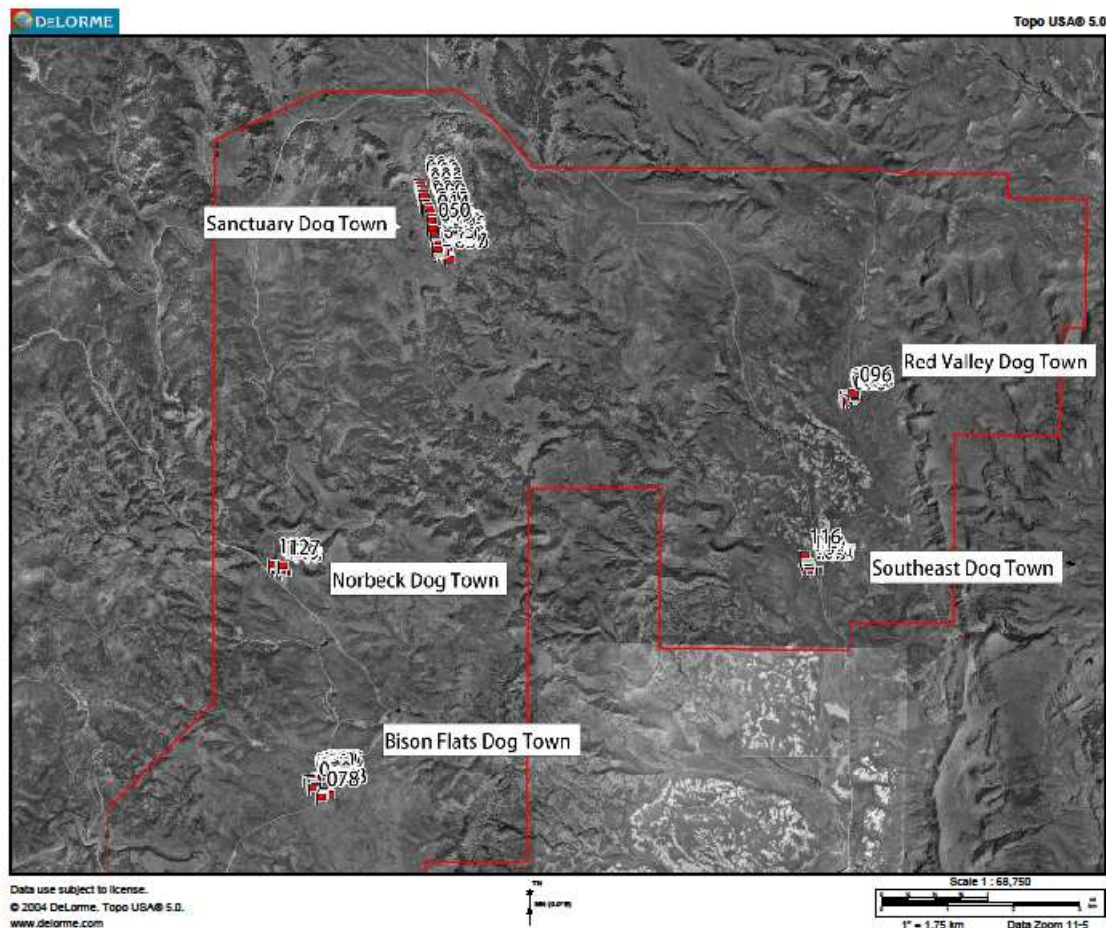 DELORME
Topo USA® 5.0
050
Sanctuary Dog Town
096
Red Valley Dog Town
116
Southeast Dog Town
1127
Norbeck Dog Town
Bison Flats Dog Town
078
Data use subject to license.
© 2004 DeLorme. Topo USA® 5.0.
www.delorme.com
TN
Scale 1 : 68,750
1" = 1.75 km
Data Zoom 11-5